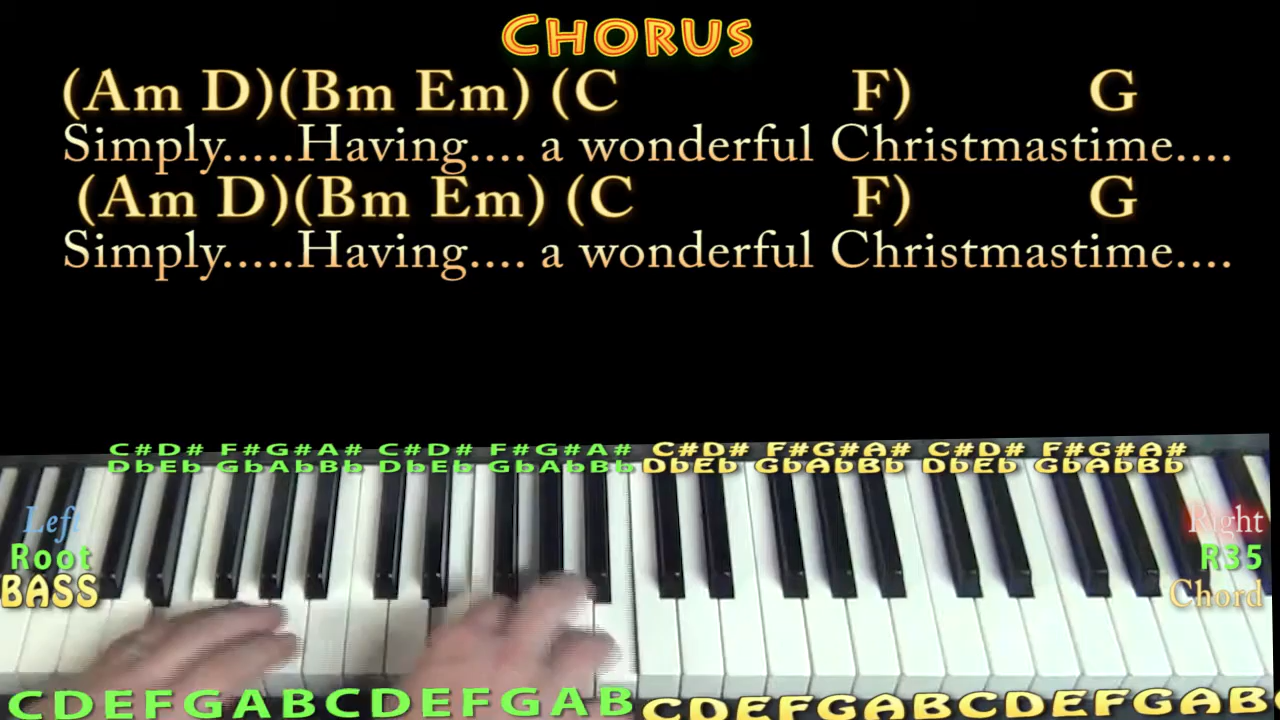 CHORUS
(Am D)(Bm Em) (C F) G
Simply.....Having.... a wonderful Christmastime....
(Am D)(Bm Em) (C F) G
Simply.....Having.... a wonderful Christmastime....
C#D# F#G#A# C#D# F#G#A# C#D# F#G#A# C#D# F#G#A#
DbEb GbAbBb DbEb GbAbBb DbEb GbAbBb DbEb GbAbBb
Left
Root
BASS
Right
R35
Chord
CDEFGABCDEFGAB CDEFGABCDEFGABC